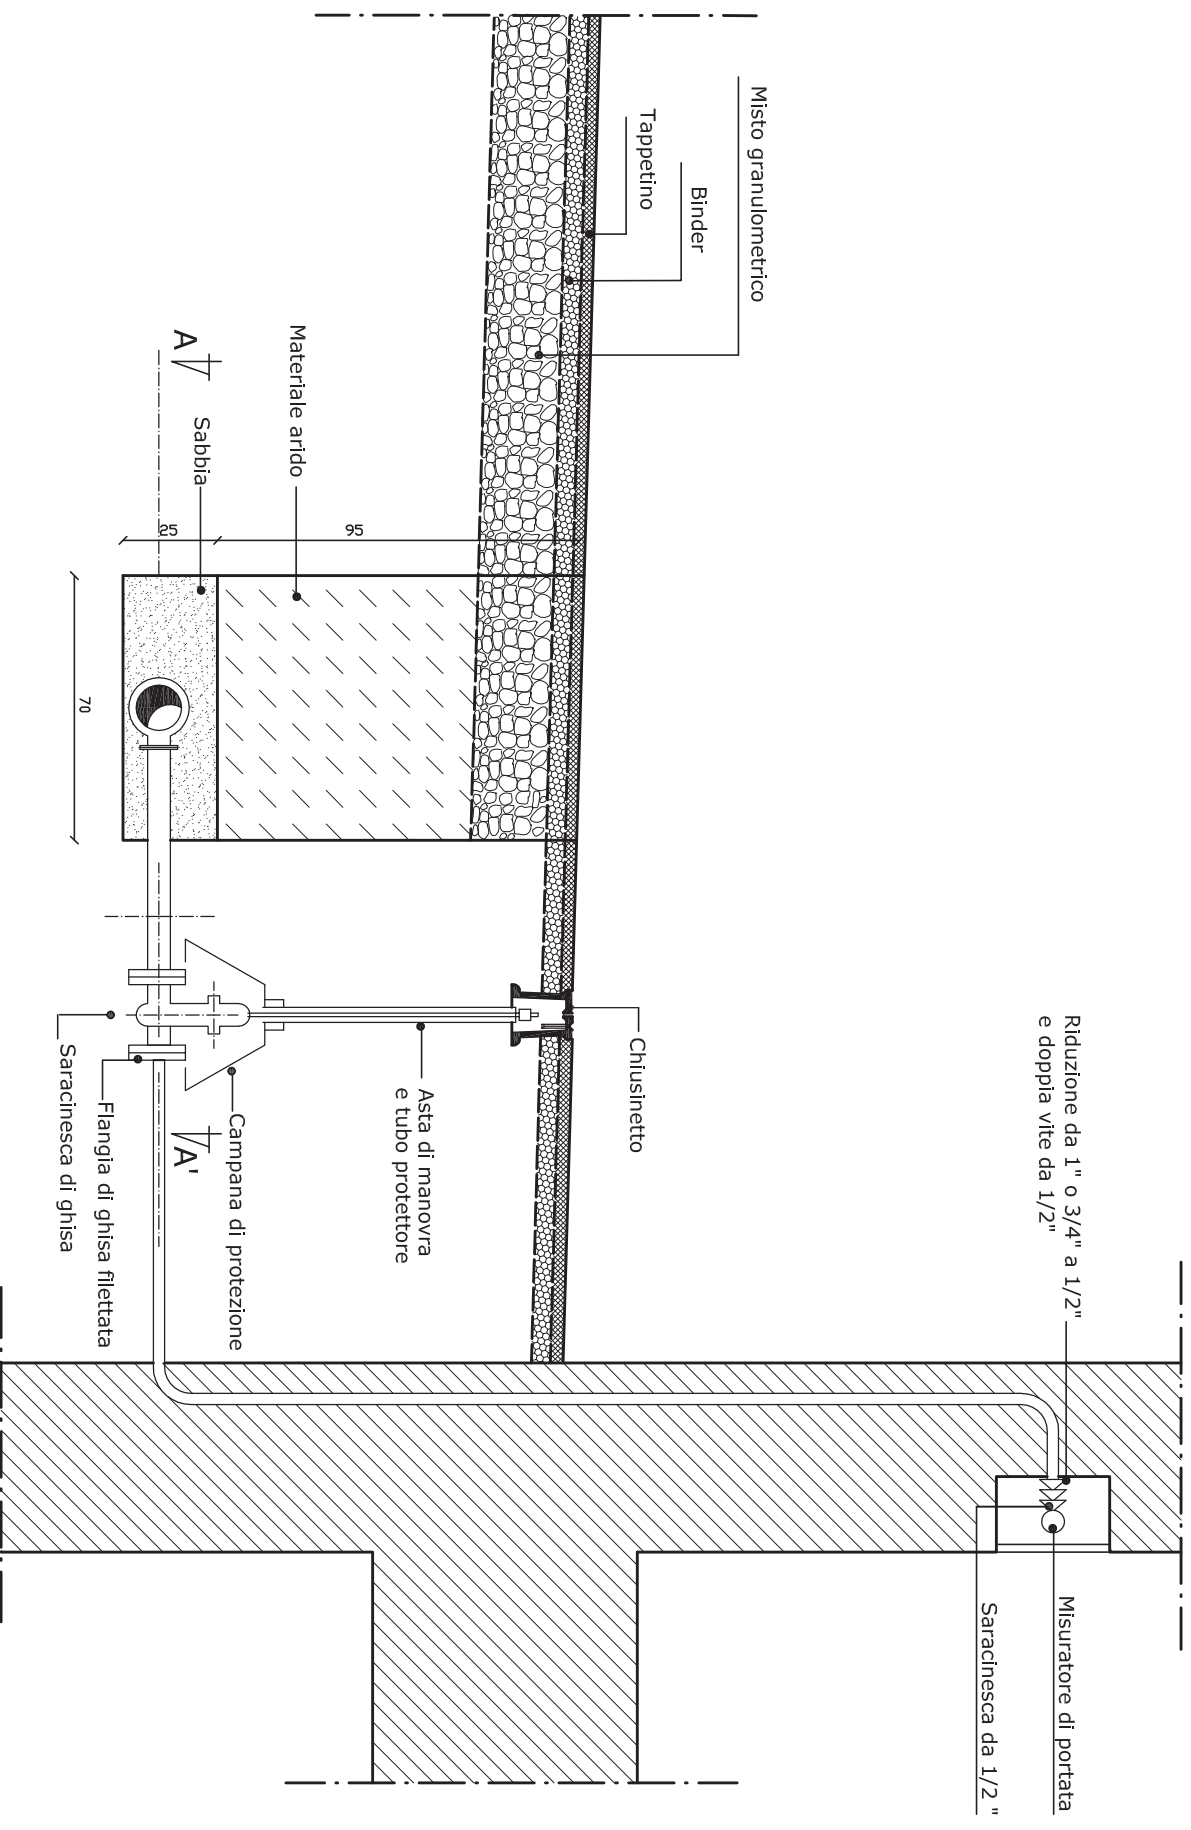 Riduzione da 1" o 3/4" a 1/2"
e doppia vite da 1/2"
Misuratore di portata
Saracinesca da 1/2 "
Misto granulometrico
Binder
Tappetino
Chiusinetto
Asta di manovra
e tubo protettore
Materiale arido
95
Campana di protezione
A
A'
Sabbia
25
Flangia di ghisa filettata
Saracinesca di ghisa
70